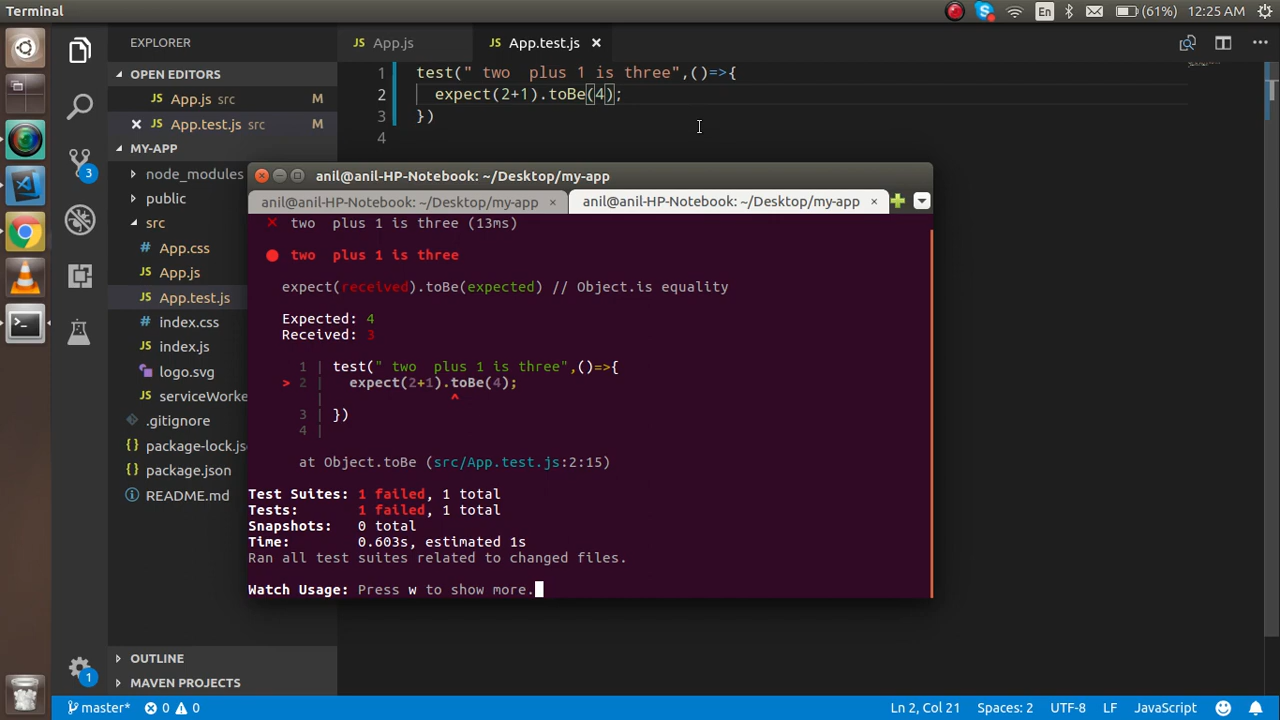 Terminal
En
(61%)
12:25 AM
EXPLORER
OPEN EDITORS
JS App.js src M
JS App.test.js src M
MY-APP
node_modules
public
src
# App.css
JS App.js
JS App.test.js
# index.css
JS index.js
logo.svg
JS serviceWorke
.gitignore
{} package-lock.js
{} package.json
README.md
OUTLINE
MAVEN PROJECTS
3
1
JS App.js
JS App.test.js ×
1 test(" two  plus 1 is three",()=>{
2 expect(2+1).toBe(4);
3 })
4
anil@anil-HP-Notebook: ~/Desktop/my-app
anil@anil-HP-Notebook: ~/Desktop/my-app ×
anil@anil-HP-Notebook: ~/Desktop/my-app ×
✕ two  plus 1 is three (13ms)
● two  plus 1 is three
expect(received).toBe(expected) // Object.is equality
Expected: 4
Received: 3
1 | test(" two  plus 1 is three",()=>{
> 2 | expect(2+1).toBe(4);
| ^
3 | })
4 |
at Object.toBe (src/App.test.js:2:15)
Test Suites: 1 failed, 1 total
Tests: 1 failed, 1 total
Snapshots: 0 total
Time: 0.603s, estimated 1s
Ran all test suites related to changed files.
Watch Usage: Press w to show more.
master*
0
0
Ln 2, Col 21
Spaces: 2
UTF-8
LF
JavaScript